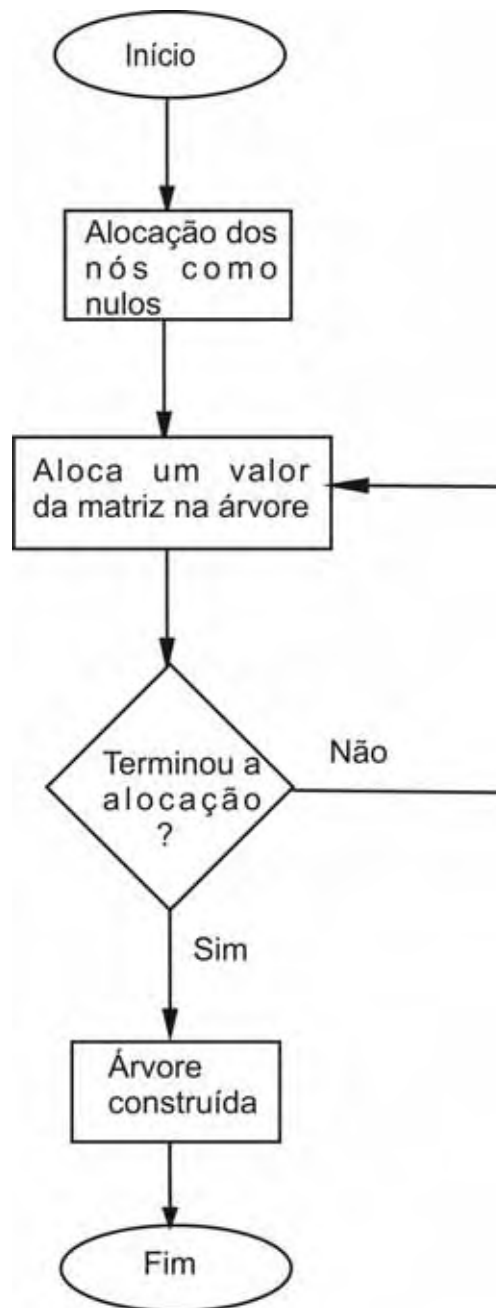 Início
Alocação dos
nós como
nulos
Aloca um valor
da matriz na árvore
Terminou a
alocação
?
Não
Sim
Árvore
construída
Fim